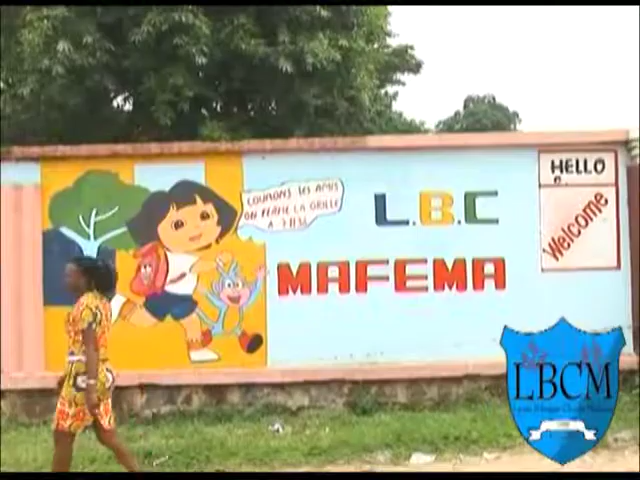 COURONS LES AMIS
ON FERME LA GRILLE
A 7H30
L.B.C
MAFEMA
HELLO
Welcome
LBCM